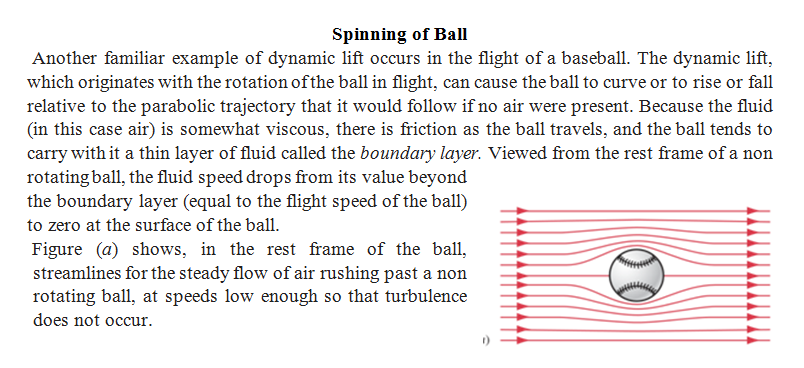 Spinning of Ball
Another familiar example of dynamic lift occurs in the flight of a baseball. The dynamic lift,
which originates with the rotation of the ball in flight, can cause the ball to curve or to rise or fall
relative to the parabolic trajectory that it would follow if no air were present. Because the fluid
(in this case air) is somewhat viscous, there is friction as the ball travels, and the ball tends to
carry with it a thin layer of fluid called the boundary layer. Viewed from the rest frame of a non
rotating ball, the fluid speed drops from its value beyond
the boundary layer (equal to the flight speed of the ball)
to zero at the surface of the ball.
Figure (a) shows, in the rest frame of the ball,
streamlines for the steady flow of air rushing past a non
rotating ball, at speeds low enough so that turbulence
does not occur.